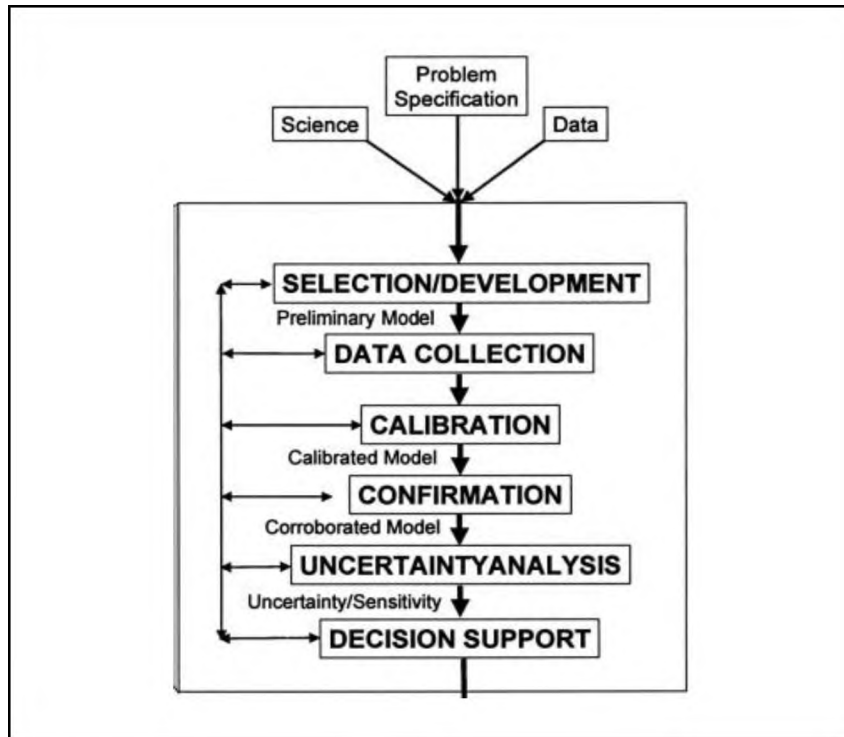 Problem
Specification
Science
Data
SELECTION/DEVELOPMENT
Preliminary Model
DATA COLLECTION
CALIBRATION
Calibrated Model
CONFIRMATION
Corroborated Model
UNCERTAINTYANALYSIS
Uncertainty/Sensitivity
DECISION SUPPORT